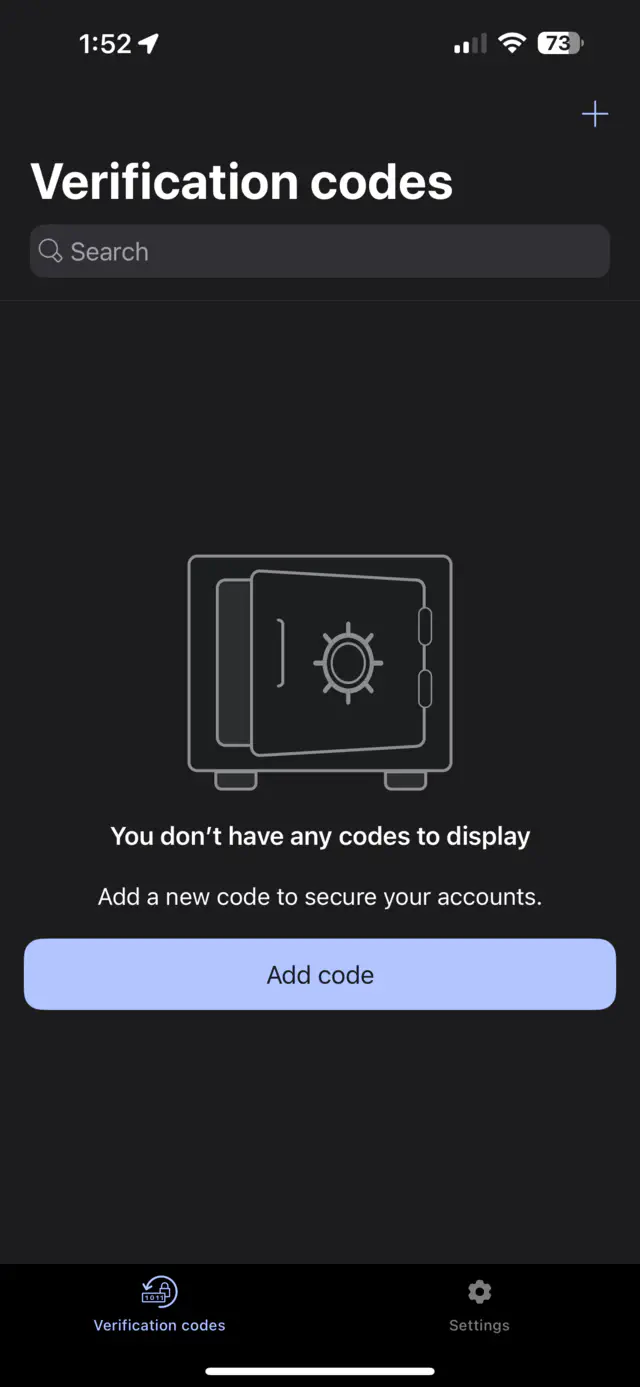 1:52
73
Verification codes
Search
You don’t have any codes to display
Add a new code to secure your accounts.
Add code
1011
Verification codes
Settings